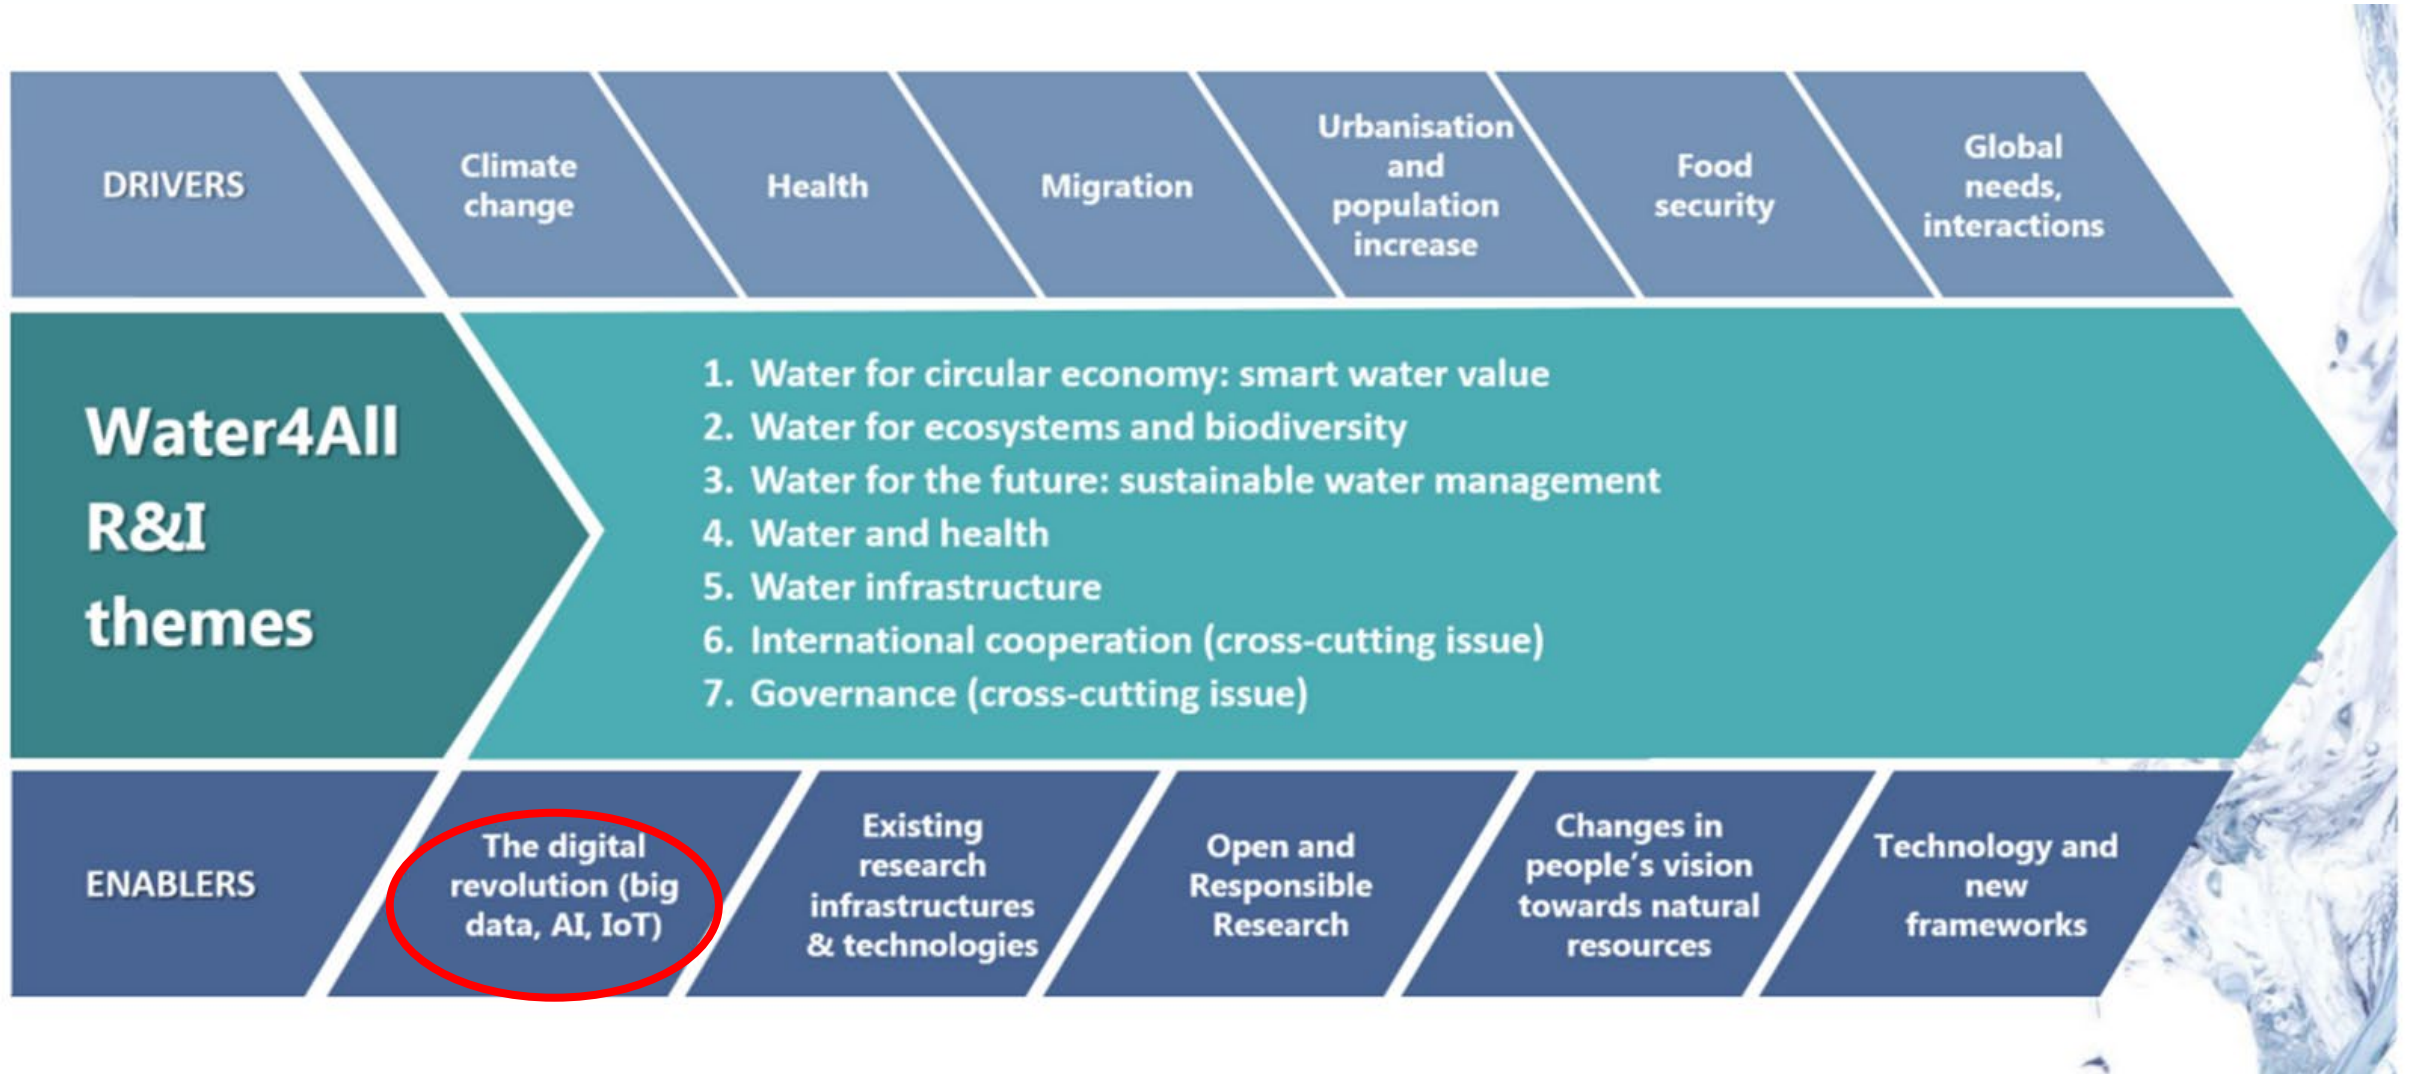 DRIVERS
Climate
change
Health
Migration
Urbanisation
and
population
increase
Food
security
Global
needs,
interactions
Water4All
R&I
themes
1. Water for circular economy: smart water value
2. Water for ecosystems and biodiversity
3. Water for the future: sustainable water management
4. Water and health
5. Water infrastructure
6. International cooperation (cross-cutting issue)
7. Governance (cross-cutting issue)
ENABLERS
The digital
revolution (big
data, AI, IoT)
Existing
research
infrastructures
& technologies
Open and
Responsible
Research
Changes in
people's vision
towards natural
resources
Technology and
new
frameworks